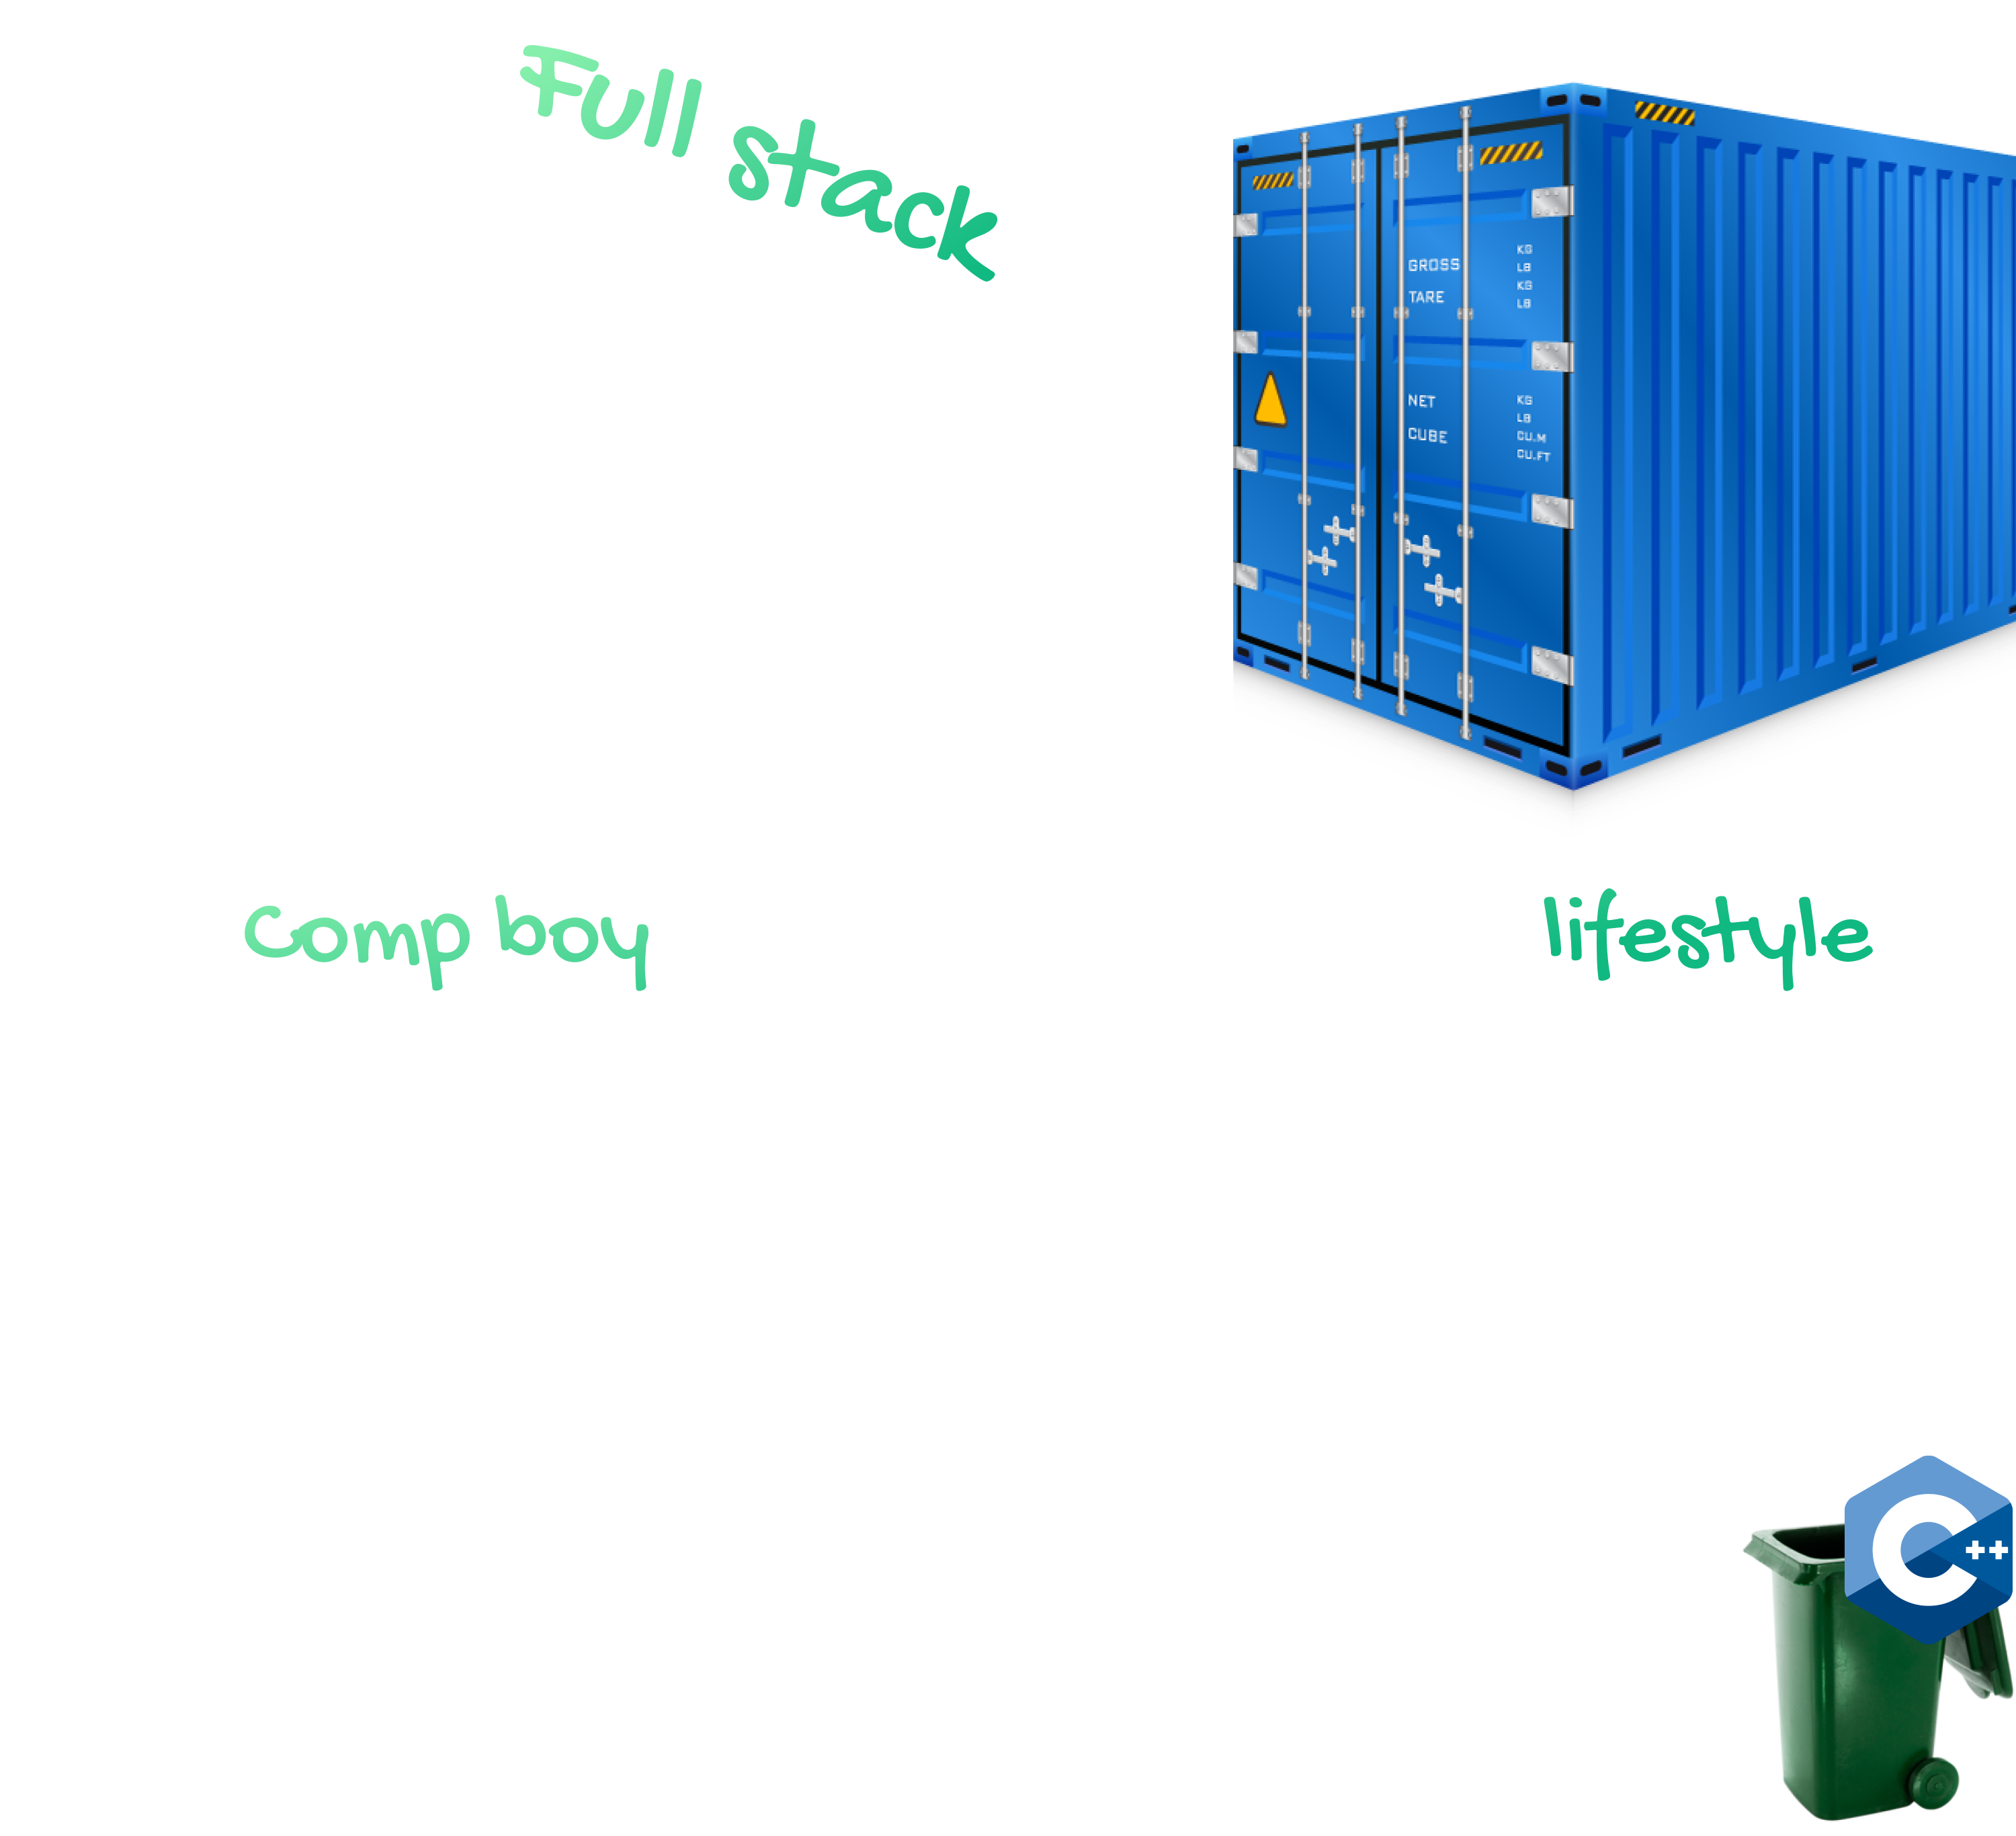 Full stack
GROSS KG
LB
TARE KG
LB
NET KG
LB
CUBE CU.M
CU.FT
Comp boy lifestyle
C++